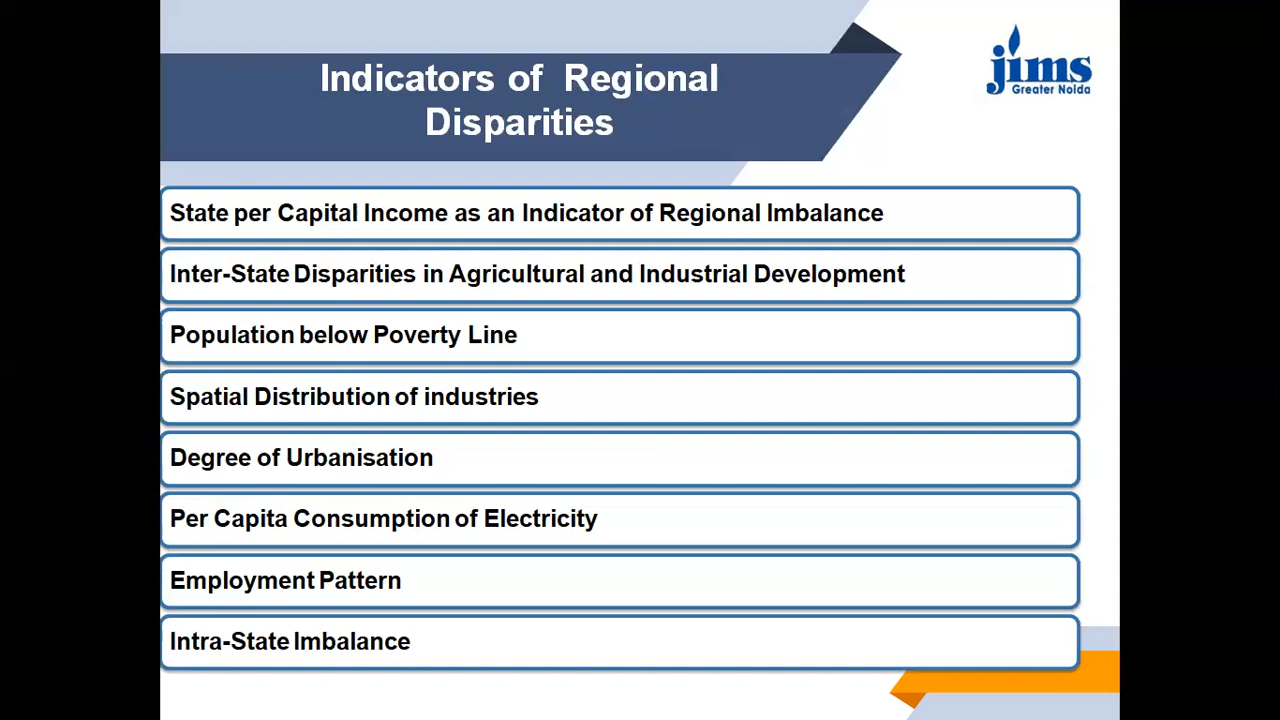 Indicators of Regional
Disparities
jims
Greater Noida
State per Capital Income as an Indicator of Regional Imbalance
Inter-State Disparities in Agricultural and Industrial Development
Population below Poverty Line
Spatial Distribution of industries
Degree of Urbanisation
Per Capita Consumption of Electricity
Employment Pattern
Intra-State Imbalance